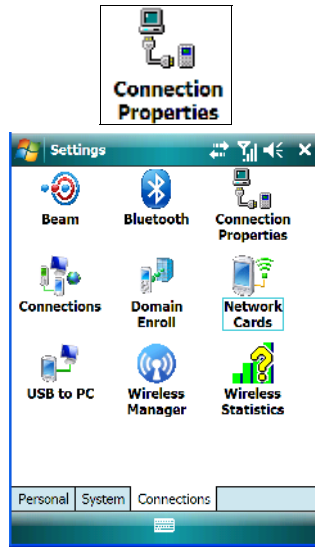 Connection
Properties
Settings
Beam
Bluetooth
Connection
Properties
Connections
Domain
Enroll
Network
Cards
USB to PC
Wireless
Manager
Wireless
Statistics
Personal System Connections